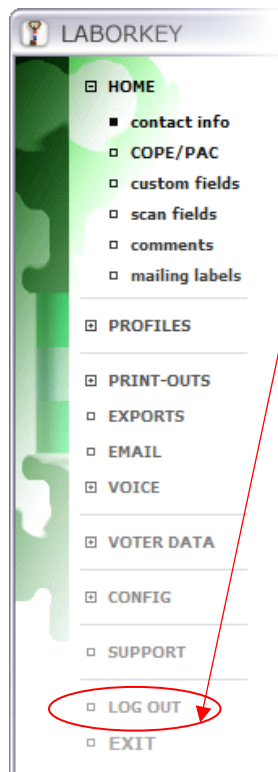 LABORKEY
HOME
contact info
COPE/PAC
custom fields
scan fields
comments
mailing labels
PROFILES
PRINT-OUTS
EXPORTS
EMAIL
VOICE
VOTER DATA
CONFIG
SUPPORT
LOG OUT
EXIT